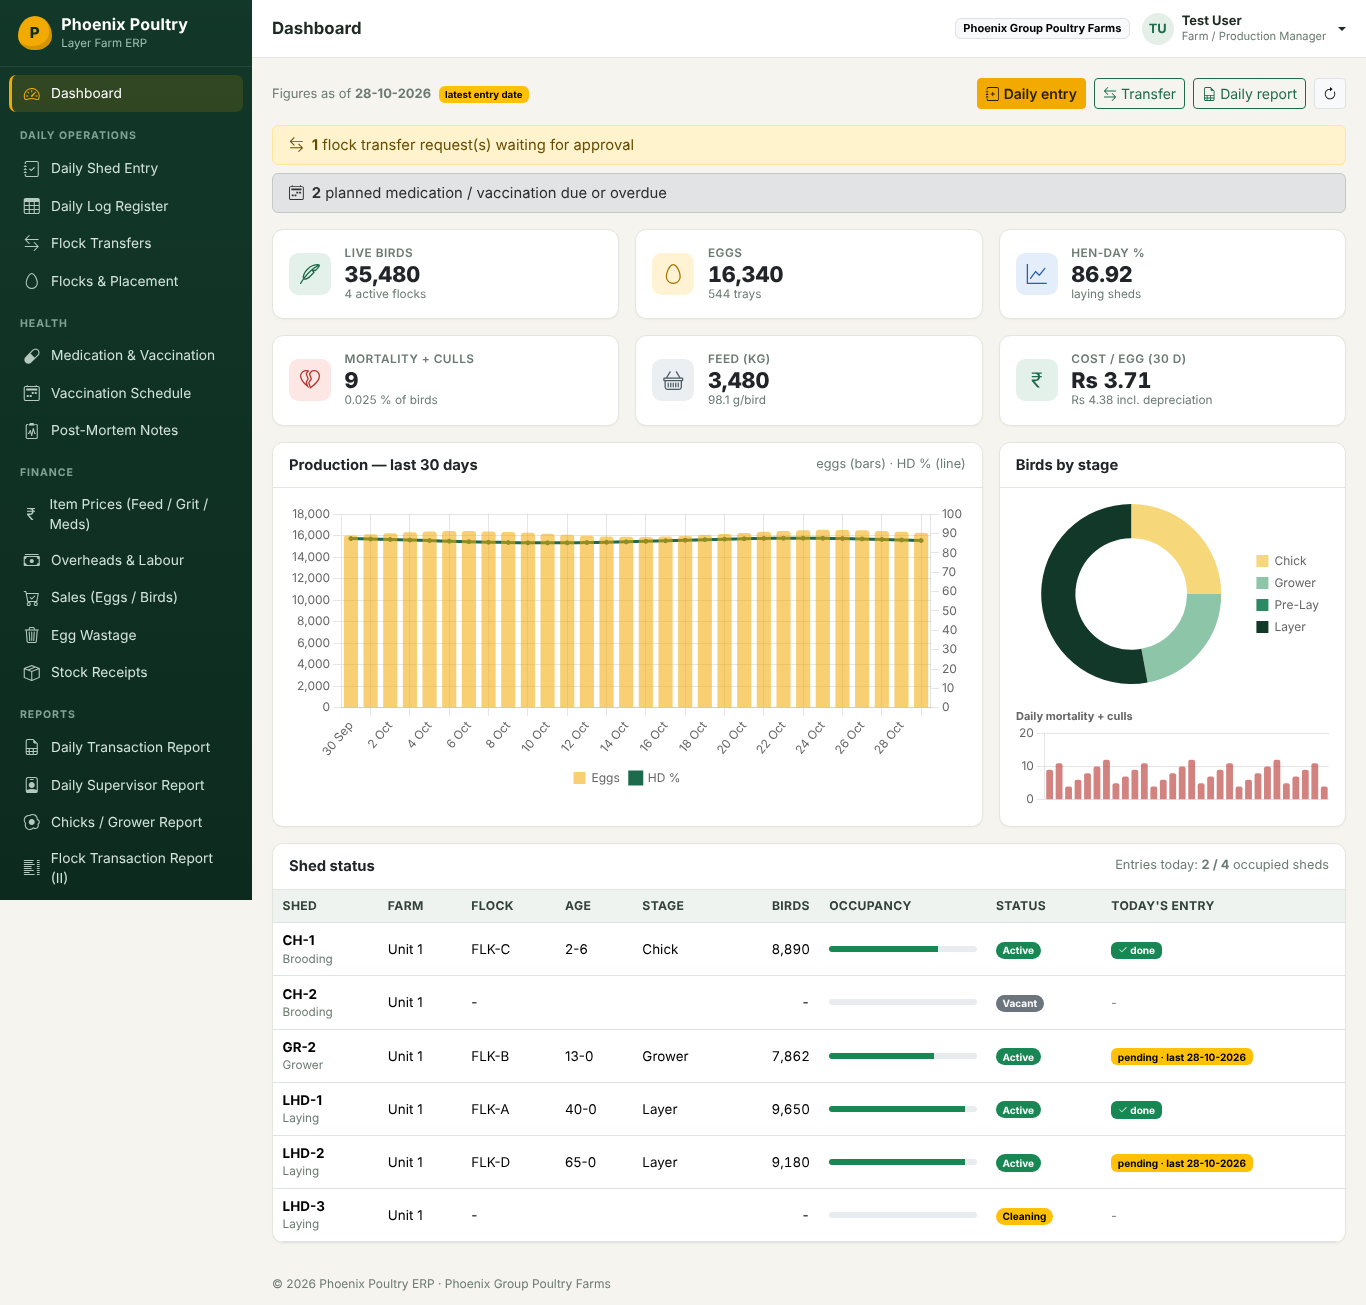 P
Phoenix Poultry
Layer Farm ERP
Dashboard
DAILY OPERATIONS
Daily Shed Entry
Daily Log Register
Flock Transfers
Flocks & Placement
HEALTH
Medication & Vaccination
Vaccination Schedule
Post-Mortem Notes
FINANCE
₹ Item Prices (Feed / Grit /
Meds)
Overheads & Labour
Sales (Eggs / Birds)
Egg Wastage
Stock Receipts
REPORTS
Daily Transaction Report
Daily Supervisor Report
Chicks / Grower Report
Flock Transaction Report
(II)
Dashboard
Phoenix Group Poultry Farms
TU
Test User
Farm / Production Manager
Figures as of 28-10-2026 latest entry date
Daily entry
Transfer
Daily report
1 flock transfer request(s) waiting for approval
2 planned medication / vaccination due or overdue
LIVE BIRDS
35,480
4 active flocks
EGGS
16,340
544 trays
HEN-DAY %
86.92
laying sheds
MORTALITY + CULLS
9
0.025 % of birds
FEED (KG)
3,480
98.1 g/bird
₹
COST / EGG (30 D)
Rs 3.71
Rs 4.38 incl. depreciation
Production — last 30 days
eggs (bars) · HD % (line)
18,000
16,000
14,000
12,000
10,000
8,000
6,000
4,000
2,000
0
100
90
80
70
60
50
40
30
20
10
0
30 Sep
2 Oct
4 Oct
6 Oct
8 Oct
10 Oct
12 Oct
14 Oct
16 Oct
18 Oct
20 Oct
22 Oct
24 Oct
26 Oct
28 Oct
Eggs
HD %
Birds by stage
Chick
Grower
Pre-Lay
Layer
Daily mortality + culls
20
10
0
Shed status
Entries today: 2 / 4 occupied sheds
SHED FARM FLOCK AGE STAGE BIRDS OCCUPANCY STATUS TODAY'S ENTRY
CH-1 Unit 1 FLK-C 2-6 Chick 8,890 Active done
Brooding
CH-2 Unit 1 - - Vacant -
Brooding
GR-2 Unit 1 FLK-B 13-0 Grower 7,862 Active pending · last 28-10-2026
Grower
LHD-1 Unit 1 FLK-A 40-0 Layer 9,650 Active done
Laying
LHD-2 Unit 1 FLK-D 65-0 Layer 9,180 Active pending · last 28-10-2026
Laying
LHD-3 Unit 1 - - Cleaning -
Laying
© 2026 Phoenix Poultry ERP · Phoenix Group Poultry Farms